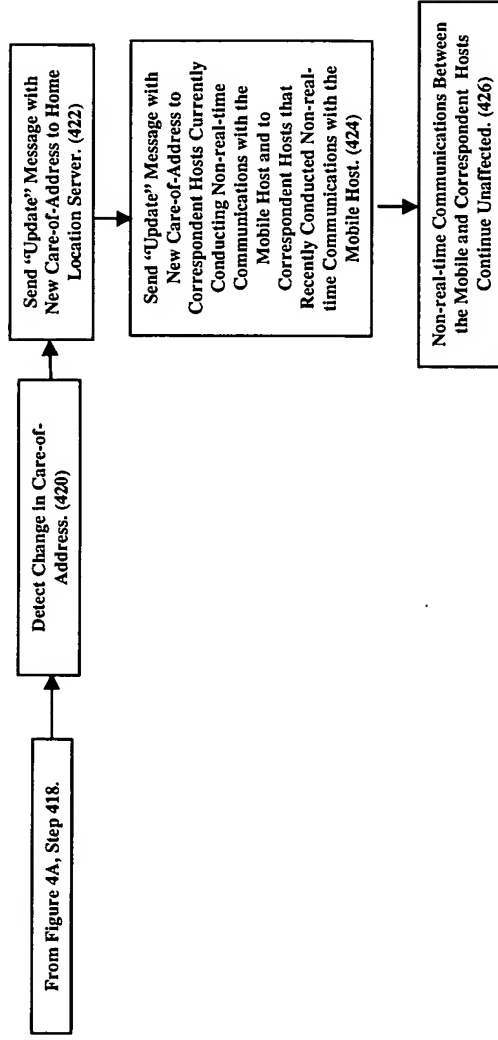 From Figure 4A, Step 418.
Detect Change in Care-of-
Address. (420)
Send “Update” Message with
New Care-of-Address to Home
Location Server. (422)
Send “Update” Message with
New Care-of-Address to
Correspondent Hosts Currently
Conducting Non-real-time
Communications with the
Mobile Host and to
Correspondent Hosts that
Recently Conducted Non-real-
time Communications with the
Mobile Host. (424)
Non-real-time Communications Between
the Mobile and Correspondent Hosts
Continue Unaffected. (426)